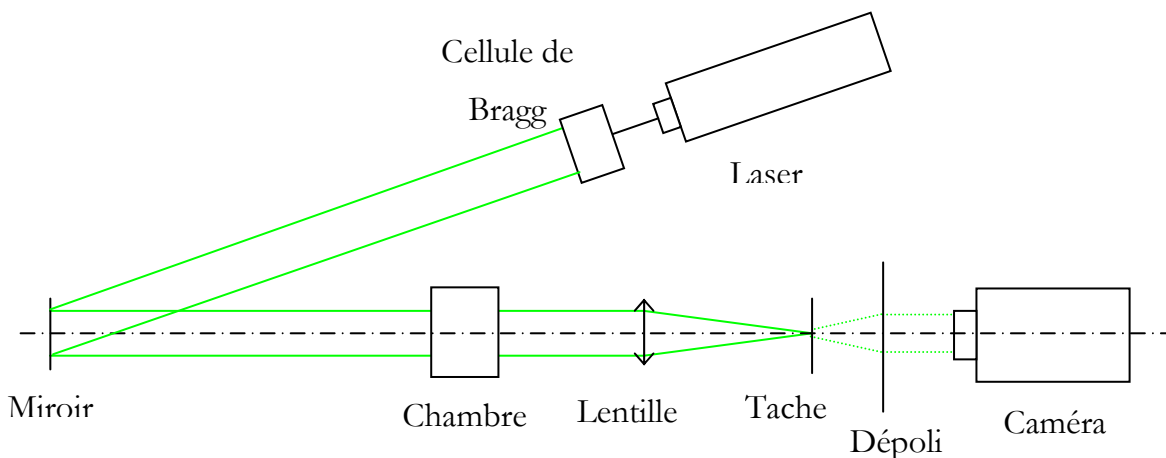 Cellule de
Bragg
Laser
Miroir
Chambre
Lentille
Tache
Dépoli
Caméra